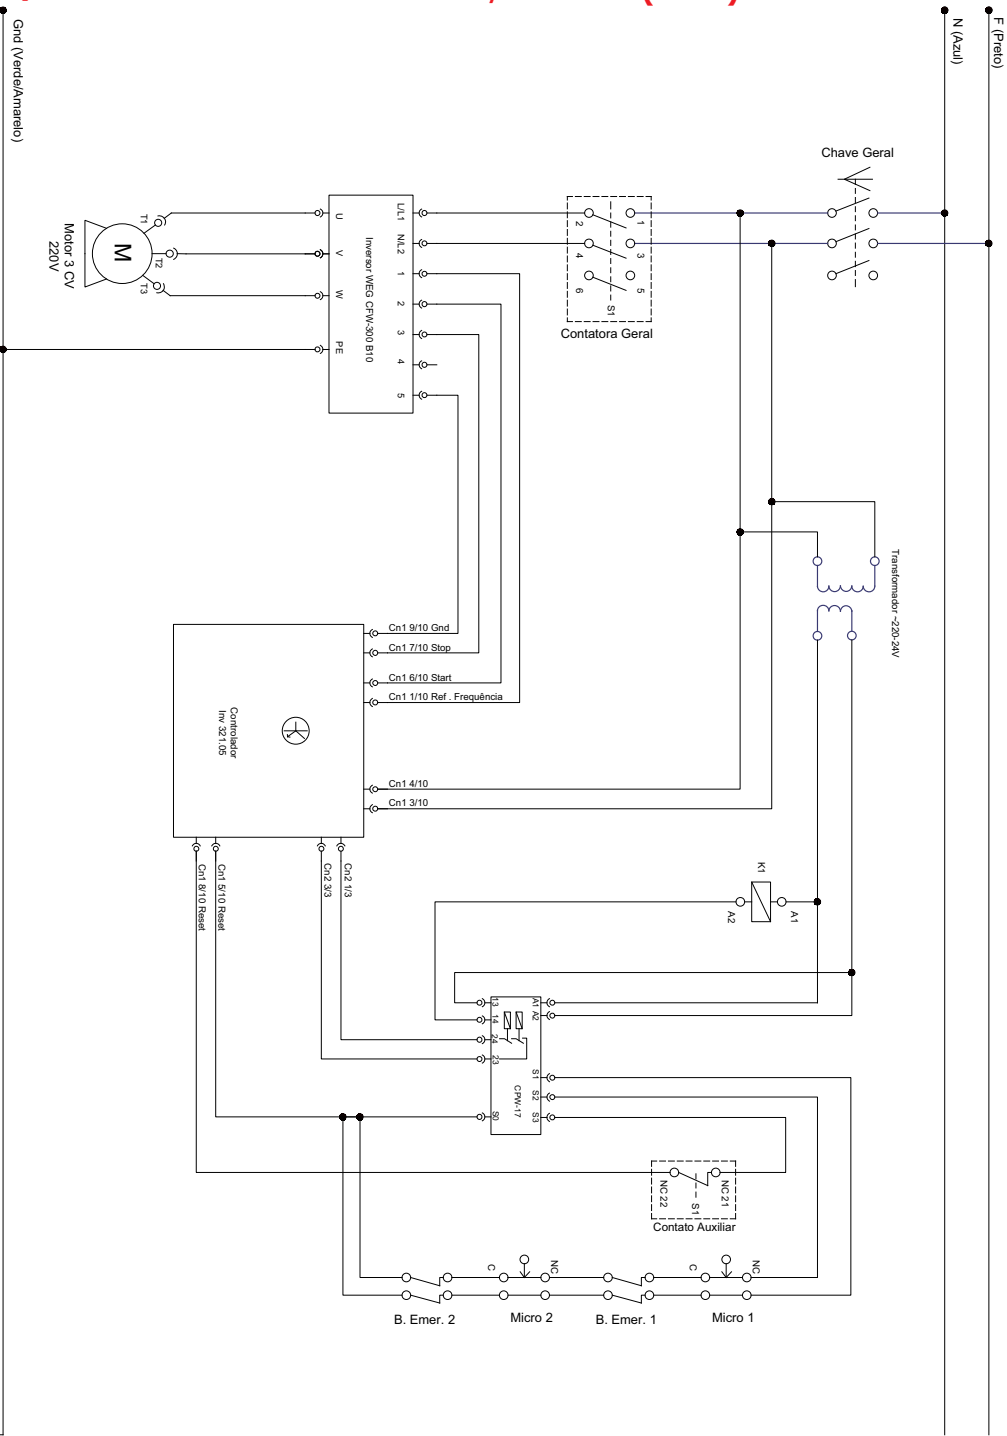 F (Preto)
N (Azul)
Gnd (Verde/Amarelo)
Chave Geral
1
2
3
4
5
6
S1
Contatora Geral
L/L1
N/L2
1
2
3
4
5
U
V
W
PE
Inversor WEG CFW-300 B10
T1
T2
T3
M
Motor 3 CV
220V
Transformador ~220-24V
Cn1 9/10 Gnd
Cn1 7/10 Stop
Cn1 6/10 Start
Cn1 1/10 Ref . Frequência
Cn1 4/10
Cn1 3/10
Controlador
Inv 321.05
Cn2 1/3
Cn2 3/3
Cn1 5/10 Reset
Cn1 8/10 Reset
K1
A1
A2
13
14
24
23
S0
A1
A2
S1
S2
S3
CPW-17
NC 21
NC 22
S1
Contato Auxiliar
C
NC
C
NC
B. Emer. 2
Micro 2
B. Emer. 1
Micro 1